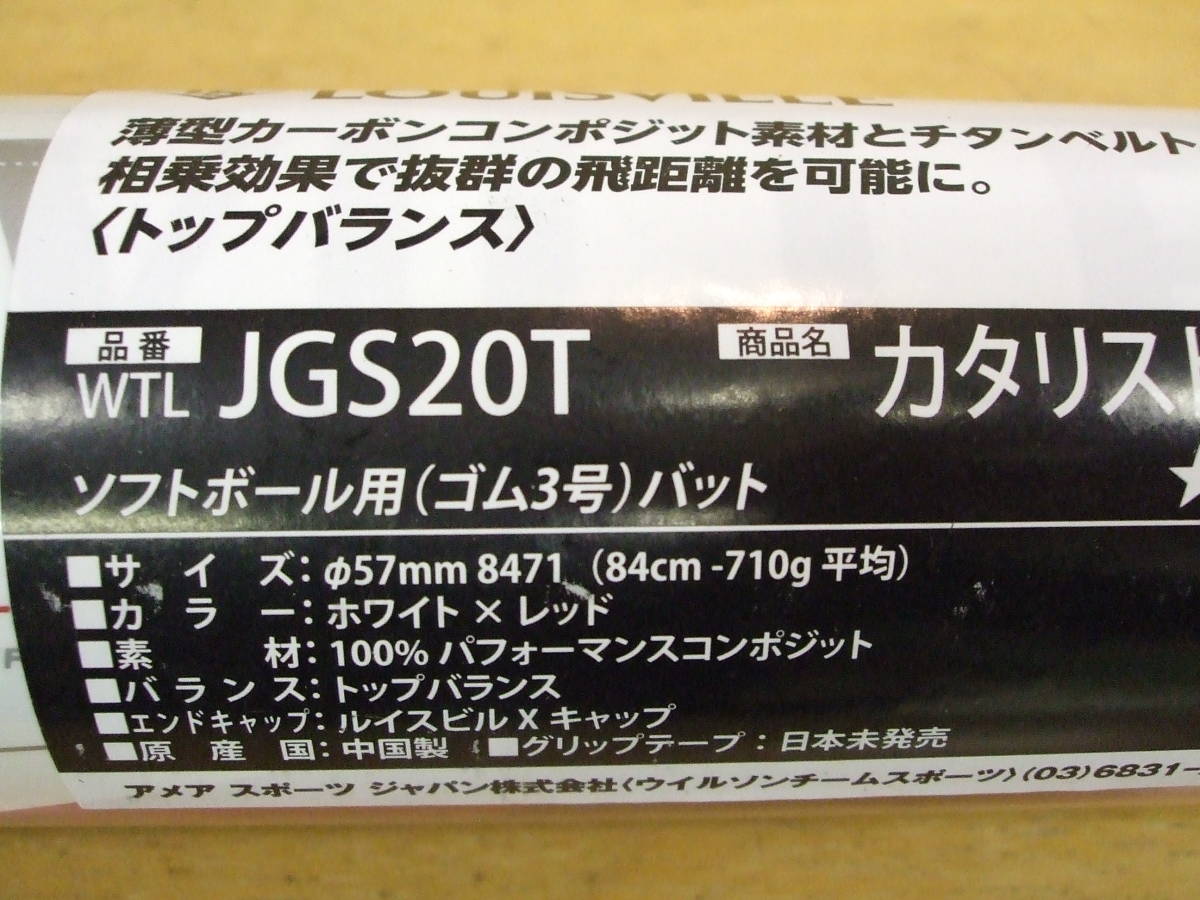 LOUISVILLE
薄型カーボンコンポジット素材とチタンベルト
相乗効果で抜群の飛距離を可能に。
〈トップバランス〉
品番 商品名
WTL JGS20T カタリスト
ソフトボール用(ゴム3号)バット ★
■サイズ:φ57mm 8471 (84cm -710g 平均)
■カラー:ホワイト×レッド
■素材:100% パフォーマンスコンポジット
■バランス:トップバランス
■エンドキャップ:ルイスビル X キャップ
■原産国:中国製 ■グリップテープ:日本未発売
アメア スポーツ ジャパン株式会社〈ウイルソンチームスポーツ〉(03)6831-